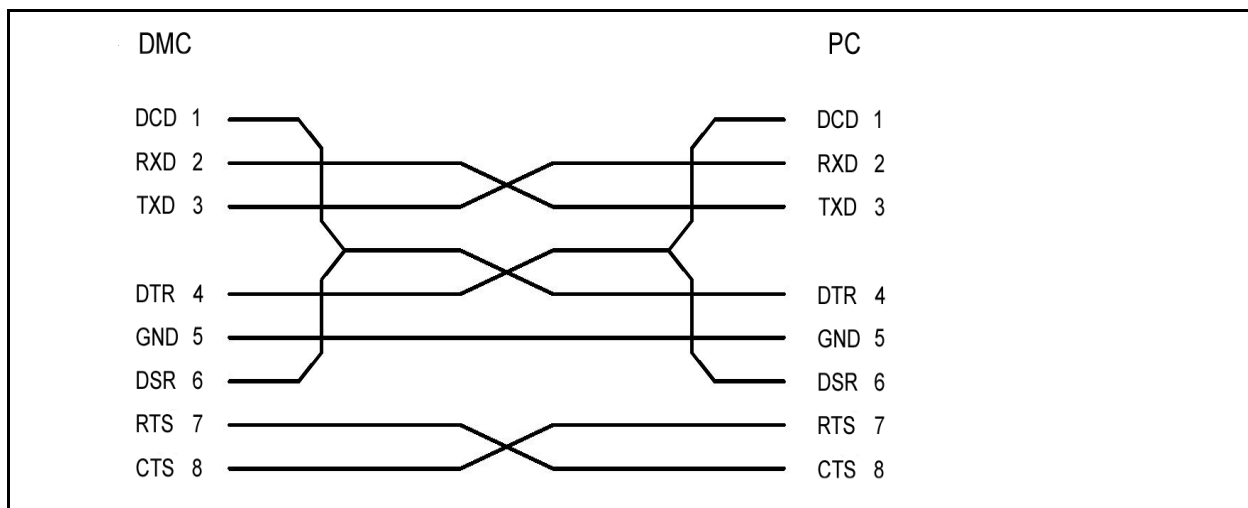 DMC PC
DCD 1 DCD 1
RXD 2 RXD 2
TXD 3 TXD 3
DTR 4 DTR 4
GND 5 GND 5
DSR 6 DSR 6
RTS 7 RTS 7
CTS 8 CTS 8